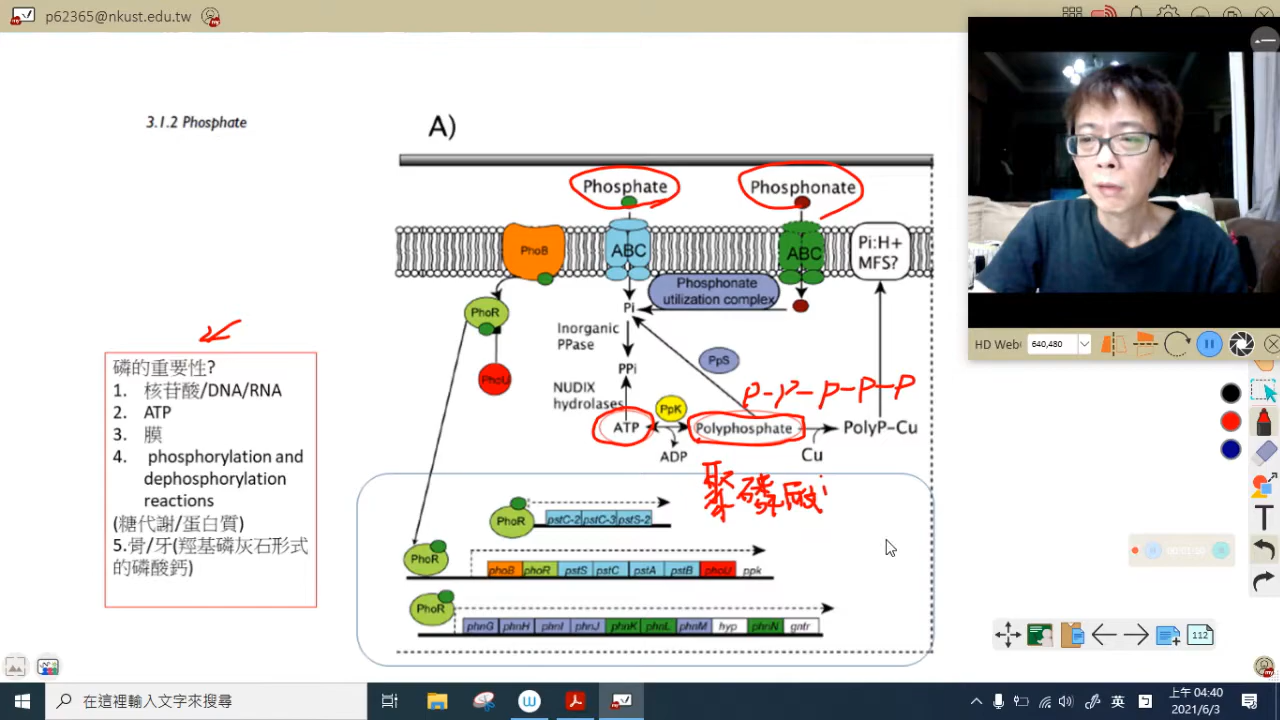 p62365@nkust.edu.tw
3.1.2 Phosphate
A)
Phosphate
Phosphonate
PhoB
ABC
ABC
Pi:H+
MFS?
Phosphonate
utilization complex
PhoR
Pi
Inorganic
PPase
PpS
PPi
PhoU
NUDIX
hydrolases
P-P-P-P-P
PpK
ATP
Polyphosphate
PolyP-Cu
ADP
Cu
聚磷酸
磷的重要性?
1. 核苷酸/DNA/RNA
2. ATP
3. 膜
4. phosphorylation and
dephosphorylation
reactions
(糖代謝/蛋白質)
5.骨/牙(羥基磷灰石形式
的磷酸鈣)
PhoR
pstC-2 pstC-3 pstS-2
PhoR
phoB phoR pstS pstC pstA pstB phoU ppk
PhoR
phnG phnH phnI phnJ phnK phnL phnM hyp phnN gntr
HD Web
640,480
00:01:10
112
在這裡輸入文字來搜尋
英
上午 04:40
2021/6/3